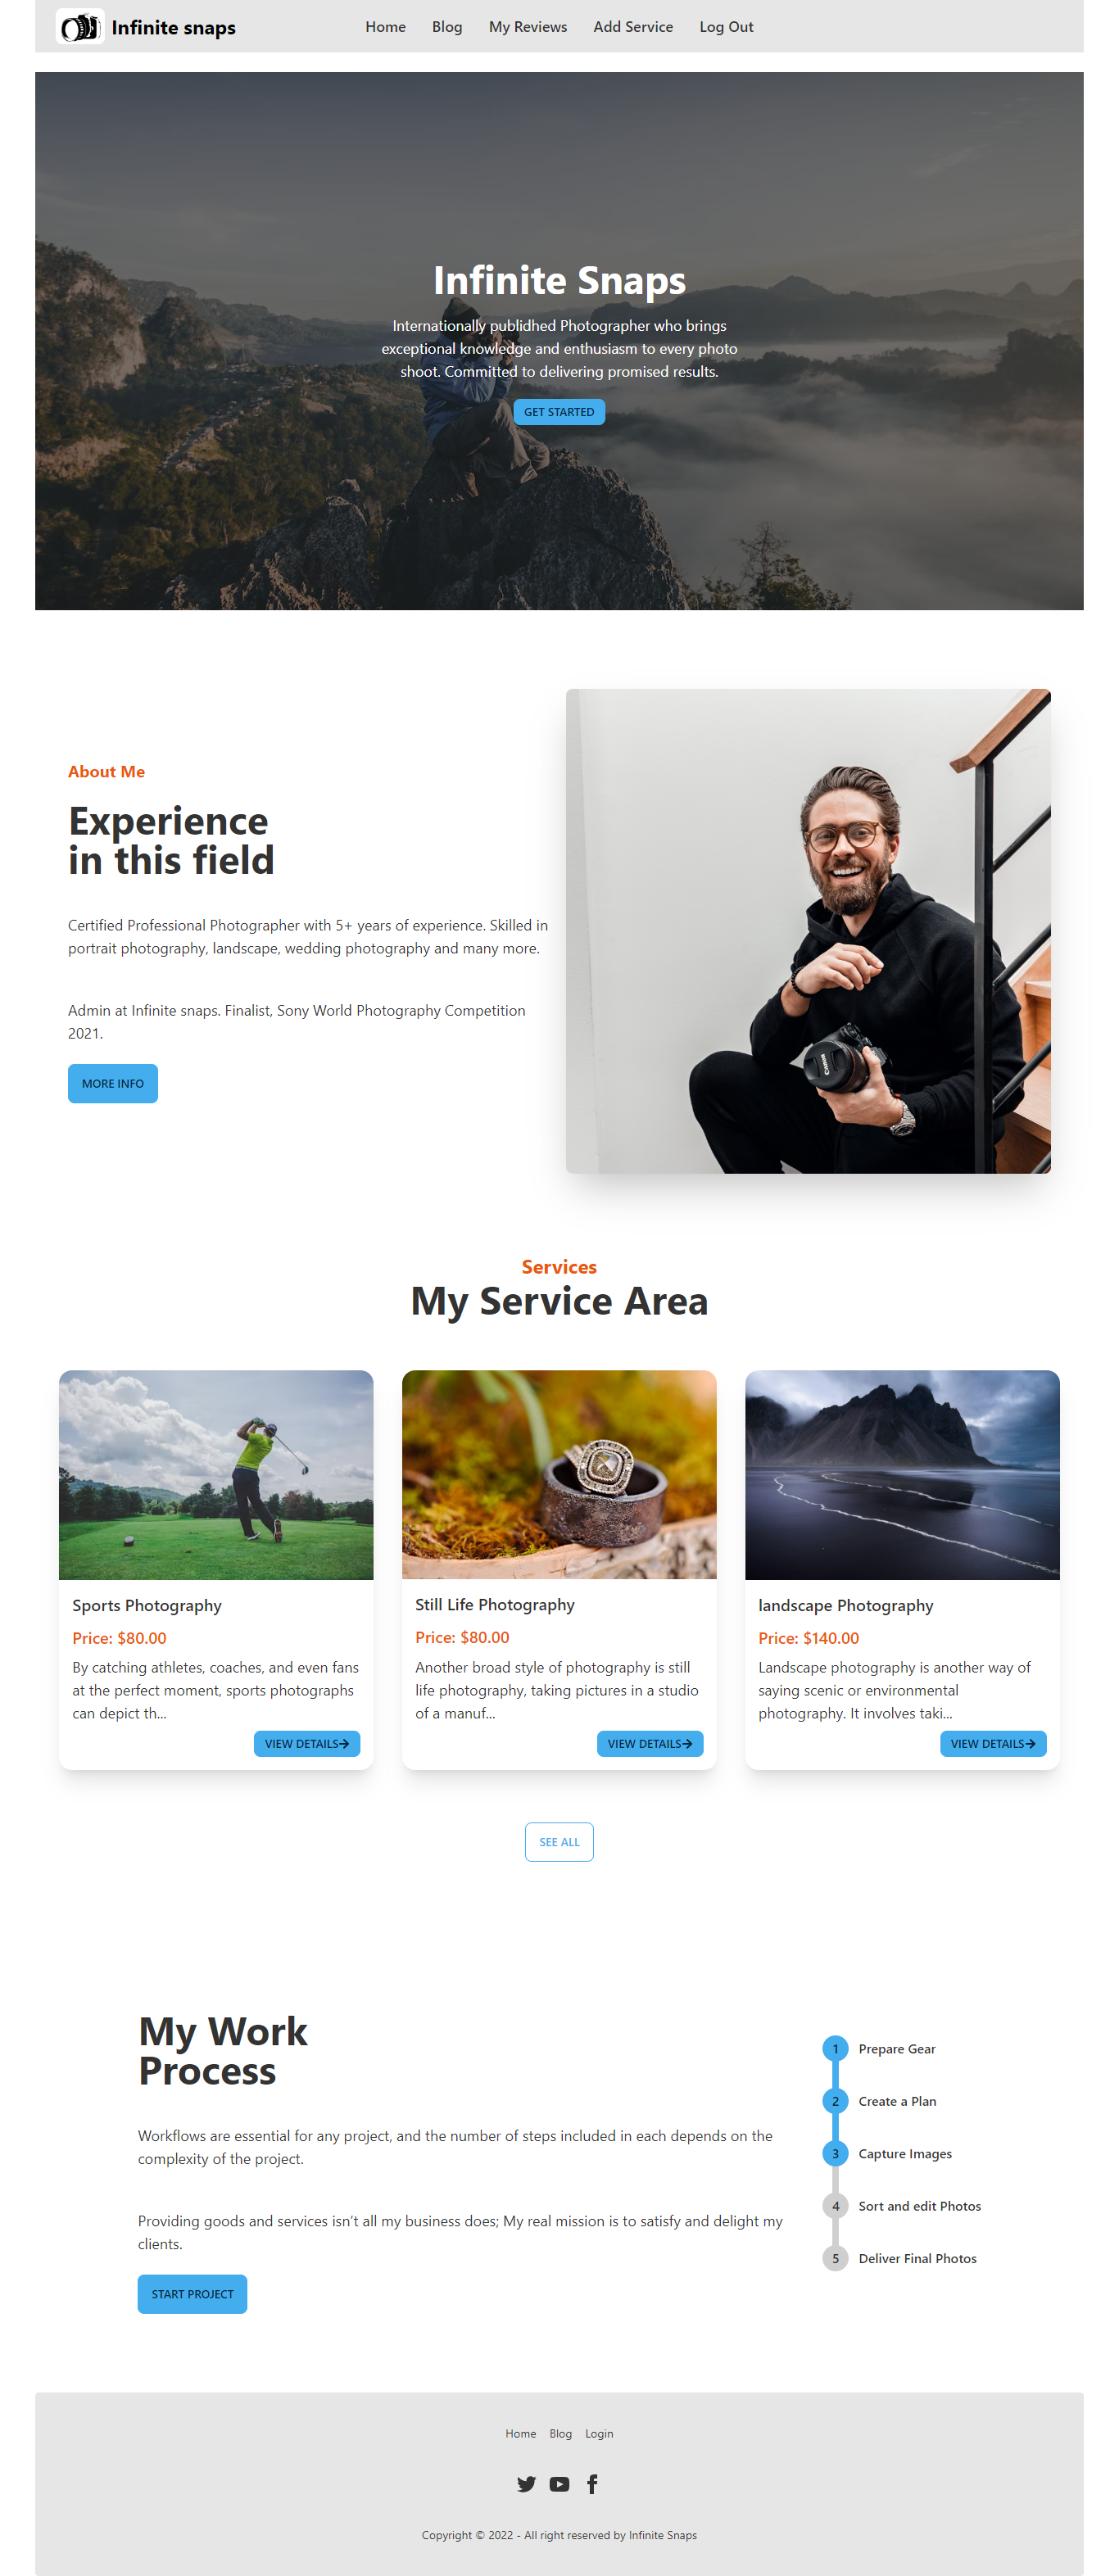 Infinite snaps
Home Blog My Reviews Add Service Log Out
Infinite Snaps
Internationally publidhed Photographer who brings
exceptional knowledge and enthusiasm to every photo
shoot. Committed to delivering promised results.
GET STARTED
About Me
Experience
in this field
Certified Professional Photographer with 5+ years of experience. Skilled in
portrait photography, landscape, wedding photography and many more.
Admin at Infinite snaps. Finalist, Sony World Photography Competition
2021.
MORE INFO
Canon
Services
My Service Area
Sports Photography
Price: $80.00
By catching athletes, coaches, and even fans
at the perfect moment, sports photographs
can depict th...
VIEW DETAILS
Still Life Photography
Price: $80.00
Another broad style of photography is still
life photography, taking pictures in a studio
of a manuf...
VIEW DETAILS
landscape Photography
Price: $140.00
Landscape photography is another way of
saying scenic or environmental
photography. It involves taki...
VIEW DETAILS
SEE ALL
My Work
Process
Workflows are essential for any project, and the number of steps included in each depends on the
complexity of the project.
Providing goods and services isn't all my business does; My real mission is to satisfy and delight my
clients.
START PROJECT
1 Prepare Gear
2 Create a Plan
3 Capture Images
4 Sort and edit Photos
5 Deliver Final Photos
Home Blog Login
Copyright © 2022 - All right reserved by Infinite Snaps